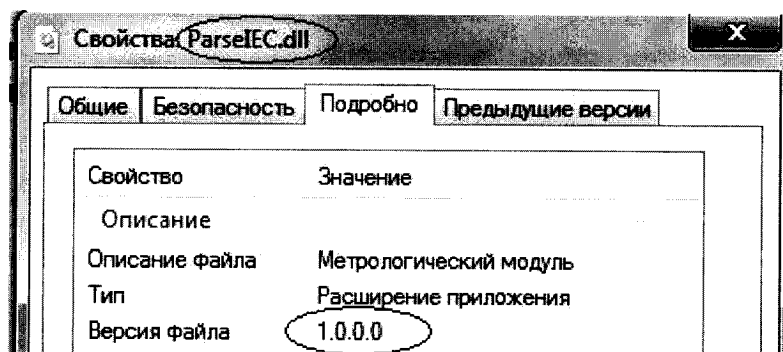 Свойства: ParseIEC.dll
Общие Безопасность Подробно Предыдущие версии
Свойство Значение
Описание
Описание файла Метрологический модуль
Тип Расширение приложения
Версия файла 1.0.0.0